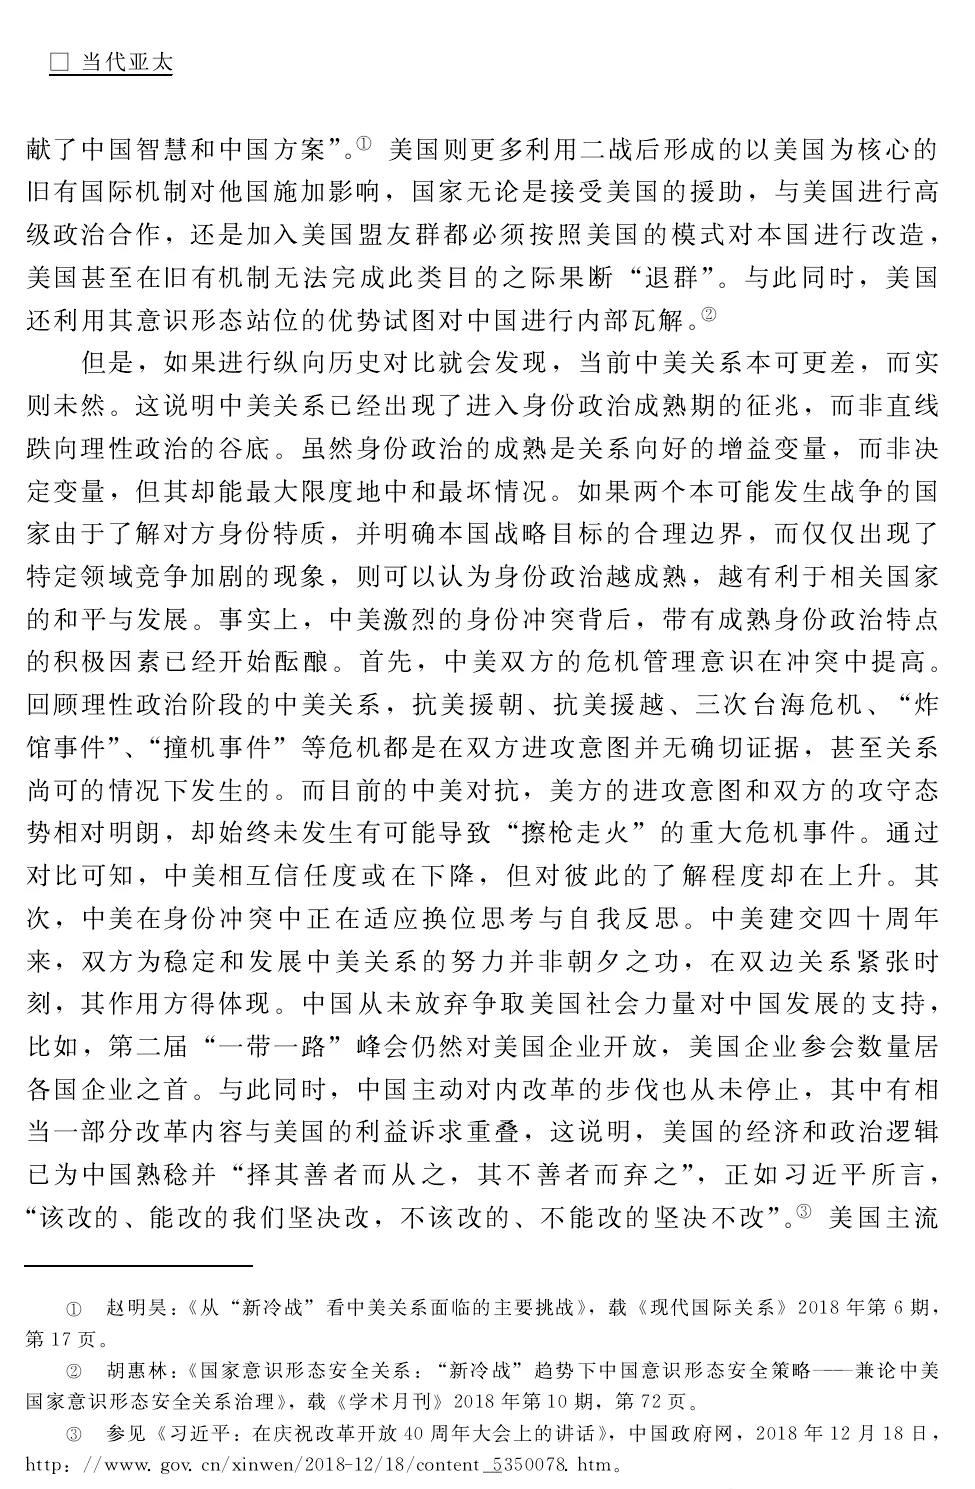 □ 当代亚太
献了中国智慧和中国方案”。① 美国则更多利用二战后形成的以美国为核心的
旧有国际机制对他国施加影响，国家无论是接受美国的援助，与美国进行高
级政治合作，还是加入美国盟友群都必须按照美国的模式对本国进行改造，
美国甚至在旧有机制无法完成此类目的之际果断“退群”。与此同时，美国
还利用其意识形态站位的优势试图对中国进行内部瓦解。②
但是，如果进行纵向历史对比就会发现，当前中美关系本可更差，而实
则未然。这说明中美关系已经出现了进入身份政治成熟期的征兆，而非直线
跌向理性政治的谷底。虽然身份政治的成熟是关系向好的增益变量，而非决
定变量，但其却能最大限度地中和最坏情况。如果两个本可能发生战争的国
家由于了解对方身份特质，并明确本国战略目标的合理边界，而仅仅出现了
特定领域竞争加剧的现象，则可以认为身份政治越成熟，越有利于相关国家
的和平与发展。事实上，中美激烈的身份冲突背后，带有成熟身份政治特点
的积极因素已经开始酝酿。首先，中美双方的危机管理意识在冲突中提高。
回顾理性政治阶段的中美关系，抗美援朝、抗美援越、三次台海危机、“炸
馆事件”、“撞机事件”等危机都是在双方进攻意图并无确切证据，甚至关系
尚可的情况下发生的。而目前的中美对抗，美方的进攻意图和双方的攻守态
势相对明朗，却始终未发生有可能导致“擦枪走火”的重大危机事件。通过
对比可知，中美相互信任度或在下降，但对彼此的了解程度却在上升。其
次，中美在身份冲突中正在适应换位思考与自我反思。中美建交四十周年
来，双方为稳定和发展中美关系的努力并非朝夕之功，在双边关系紧张时
刻，其作用方得体现。中国从未放弃争取美国社会力量对中国发展的支持，
比如，第二届“一带一路”峰会仍然对美国企业开放，美国企业参会数量居
各国企业之首。与此同时，中国主动对内改革的步伐也从未停止，其中有相
当一部分改革内容与美国的利益诉求重叠，这说明，美国的经济和政治逻辑
已为中国熟稔并“择其善者而从之，其不善者而弃之”，正如习近平所言，
“该改的、能改的我们坚决改，不该改的、不能改的坚决不改”。③ 美国主流
① 赵明昊：《从“新冷战”看中美关系面临的主要挑战》，载《现代国际关系》2018 年第 6 期，
第 17 页。
② 胡惠林：《国家意识形态安全关系：“新冷战”趋势下中国意识形态安全策略——兼论中美
国家意识形态安全关系治理》，载《学术月刊》2018 年第 10 期，第 72 页。
③ 参见《习近平：在庆祝改革开放 40 周年大会上的讲话》，中国政府网，2018 年 12 月 18 日，
http：//www. gov. cn/xinwen/2018-12/18/content _5350078. htm。